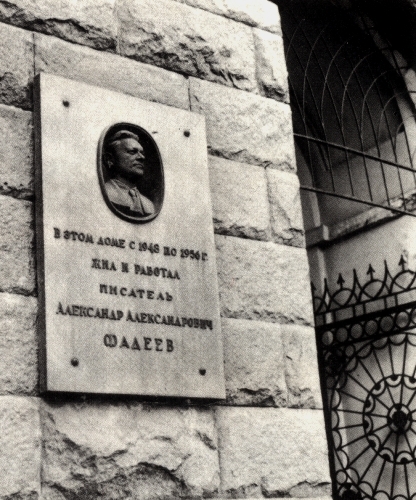 В ЭТОМ ДОМЕ С 1948 ПО 1956 Г.
ЖИЛ И РАБОТАЛ
ПИСАТЕЛЬ
АЛЕКСАНДР АЛЕКСАНДРОВИЧ
ФАДЕЕВ